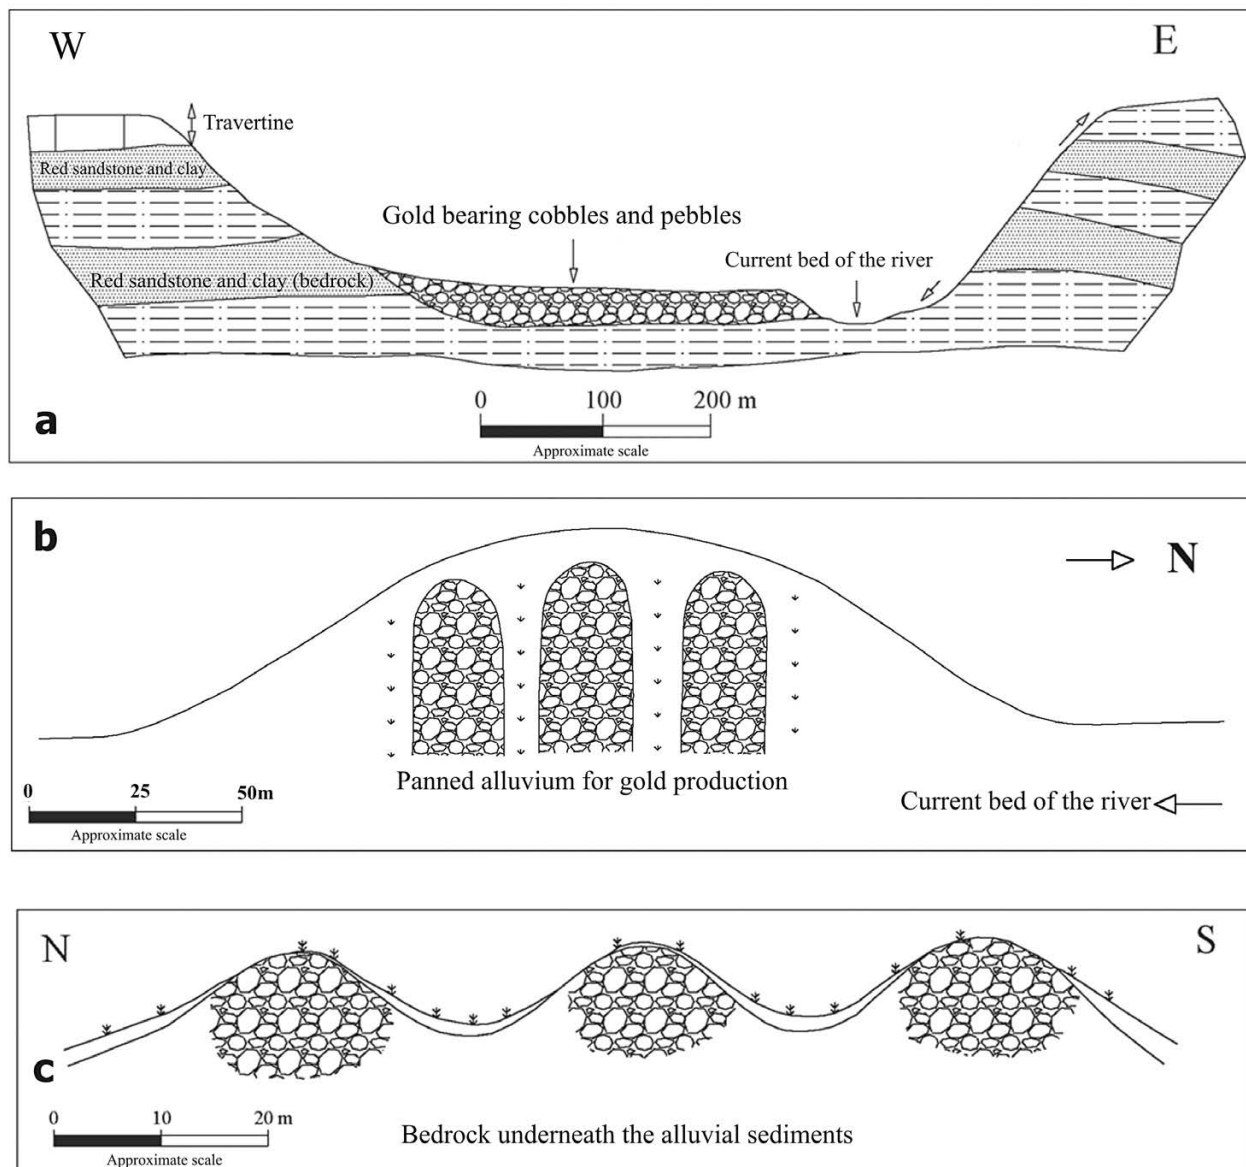 W
E
Travertine
Red sandstone and clay
Gold bearing cobbles and pebbles
Current bed of the river
Red sandstone and clay (bedrock)
0 100 200 m
Approximate scale
a
b
N
Panned alluvium for gold production
0 25 50m
Approximate scale
Current bed of the river
N
S
c
0 10 20 m
Approximate scale
Bedrock underneath the alluvial sediments